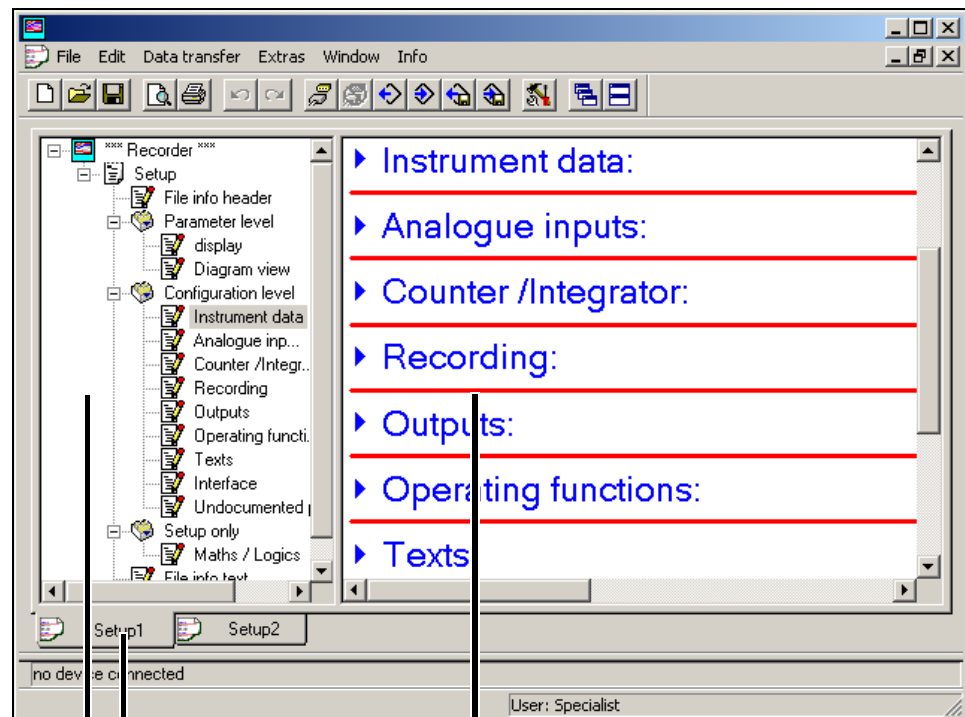 File Edit Data transfer Extras Window Info
*** Recorder ***
Setup
File info header
Parameter level
display
Diagram view
Configuration level
Instrument data
Analogue inp...
Counter /Integr..
Recording
Outputs
Operating functi.
Texts
Interface
Undocumented
Setup only
Maths / Logics
File info text
Instrument data:
Analogue inputs:
Counter /Integrator:
Recording:
Outputs:
Operating functions:
Texts
Setup1 Setup2
no device connected
User: Specialist